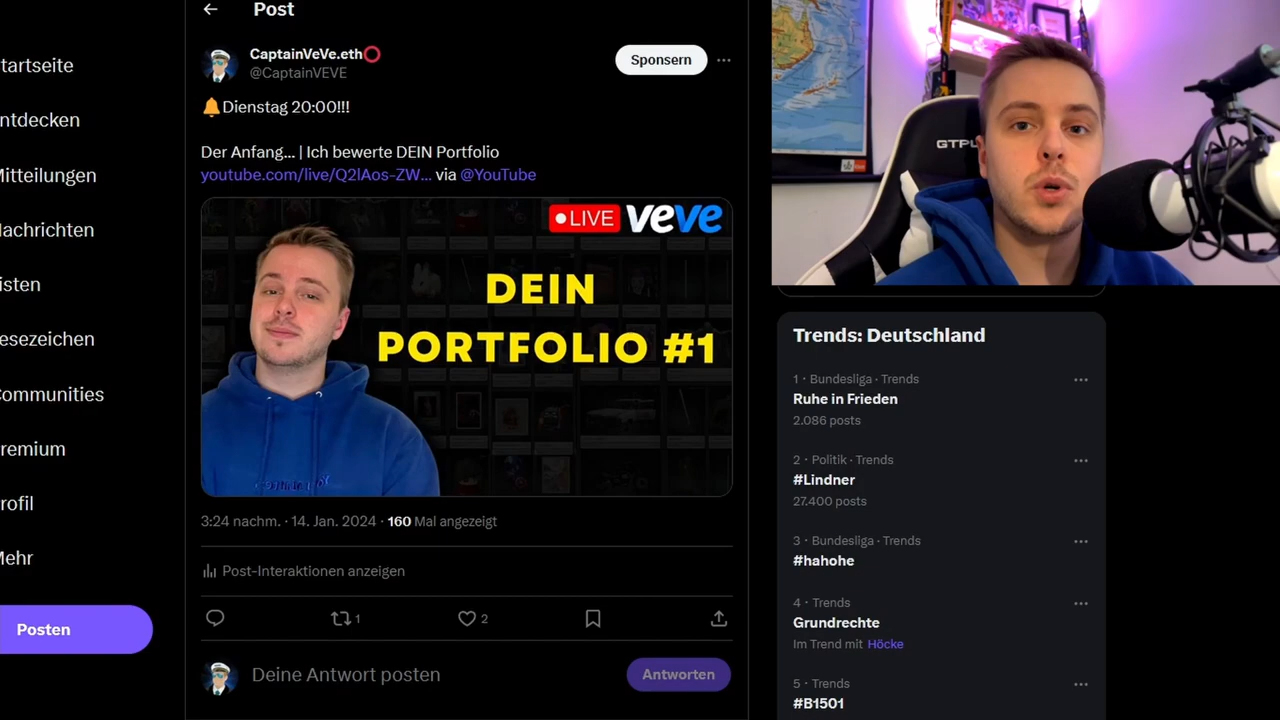 Post
tartseite
CaptainVeVe.eth⭕
@CaptainVEVE
Sponsern
ntdecken
🔔Dienstag 20:00!!!
Der Anfang... | Ich bewerte DEIN Portfolio
youtube.com/live/Q2lAos-ZW... via @YouTube
Mitteilungen
Nachrichten
isten
esezeichen
Communities
remium
rofil
Mehr
Posten
LIVE VEVE
DEIN
PORTFOLIO #1
3:24 nachm. · 14. Jan. 2024 · 160 Mal angezeigt
Post-Interaktionen anzeigen
1
2
Deine Antwort posten
Antworten
GTPL
Trends: Deutschland
1 · Bundesliga · Trends
Ruhe in Frieden
2.086 posts
2 · Politik · Trends
#Lindner
27.400 posts
3 · Bundesliga · Trends
#hahohe
4 · Trends
Grundrechte
Im Trend mit Höcke
5 · Trends
#B1501